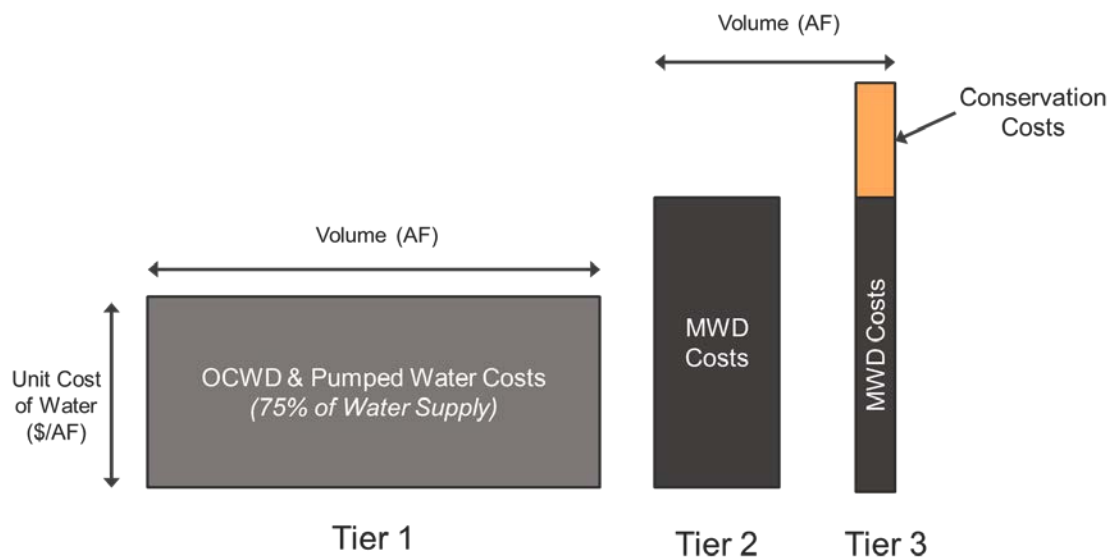 Volume (AF)
Conservation
Costs
Volume (AF)
Unit Cost
of Water
($/AF)
OCWD & Pumped Water Costs
(75% of Water Supply)
MWD
Costs
MWD Costs
Tier 1
Tier 2
Tier 3